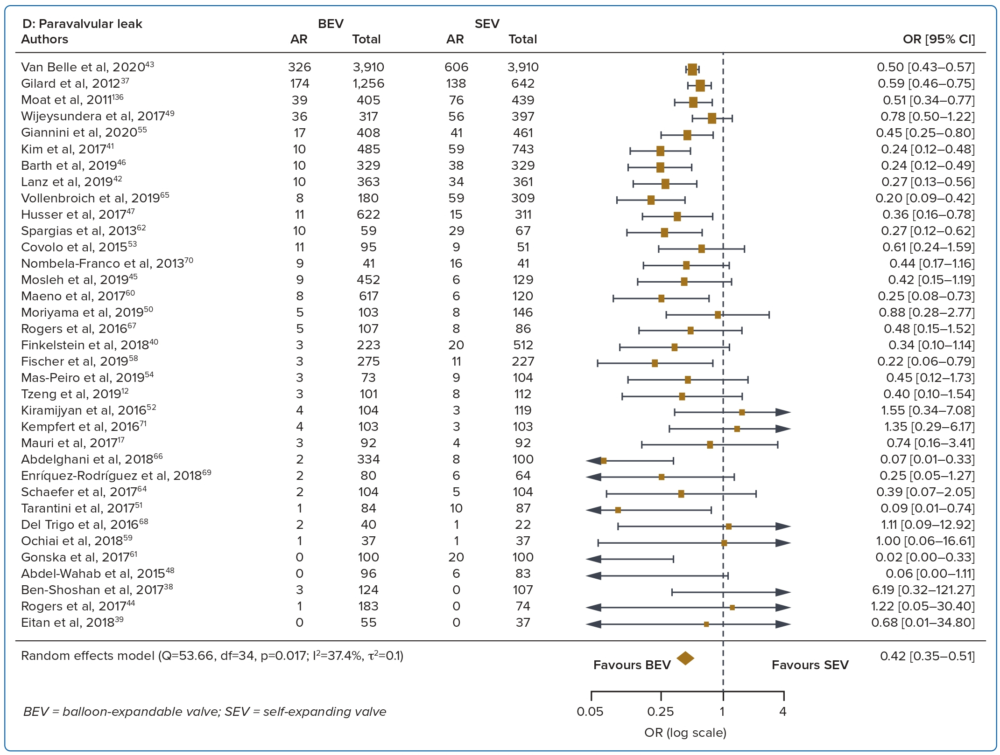 D: Paravalvular leak BEV SEV
Authors AR Total AR Total OR [95% CI]
Van Belle et al, 2020⁴³ 326 3,910 606 3,910 0.50 [0.43–0.57]
Gilard et al, 2012³⁷ 174 1,256 138 642 0.59 [0.46–0.75]
Moat et al, 2011¹³⁶ 39 405 76 439 0.51 [0.34–0.77]
Wijeysundera et al, 2017⁴⁹ 36 317 56 397 0.78 [0.50–1.22]
Giannini et al, 2020⁵⁵ 17 408 41 461 0.45 [0.25–0.80]
Kim et al, 2017⁴¹ 10 485 59 743 0.24 [0.12–0.48]
Barth et al, 2019⁴⁶ 10 329 38 329 0.24 [0.12–0.49]
Lanz et al, 2019⁴² 10 363 34 361 0.27 [0.13–0.56]
Vollenbroich et al, 2019⁶⁵ 8 180 59 309 0.20 [0.09–0.42]
Husser et al, 2017⁴⁷ 11 622 15 311 0.36 [0.16–0.78]
Spargias et al, 2013⁶² 10 59 29 67 0.27 [0.12–0.62]
Covolo et al, 2015⁵³ 11 95 9 51 0.61 [0.24–1.59]
Nombela-Franco et al, 2013⁷⁰ 9 41 16 41 0.44 [0.17–1.16]
Mosleh et al, 2019⁴⁵ 9 452 6 129 0.42 [0.15–1.19]
Maeno et al, 2017⁶⁰ 8 617 6 120 0.25 [0.08–0.73]
Moriyama et al, 2019⁵⁰ 5 103 8 146 0.88 [0.28–2.77]
Rogers et al, 2016⁶⁷ 5 107 8 86 0.48 [0.15–1.52]
Finkelstein et al, 2018⁴⁰ 3 223 20 512 0.34 [0.10–1.14]
Fischer et al, 2019⁵⁸ 3 275 11 227 0.22 [0.06–0.79]
Mas-Peiro et al, 2019⁵⁴ 3 73 9 104 0.45 [0.12–1.73]
Tzeng et al, 2019¹² 3 101 8 112 0.40 [0.10–1.54]
Kiramijyan et al, 2016⁵² 4 104 3 119 1.55 [0.34–7.08]
Kempfert et al, 2016⁷¹ 4 103 3 103 1.35 [0.29–6.17]
Mauri et al, 2017¹⁷ 3 92 4 92 0.74 [0.16–3.41]
Abdelghani et al, 2018⁶⁶ 2 334 8 100 0.07 [0.01–0.33]
Enríquez-Rodríguez et al, 2018⁶⁹ 2 80 6 64 0.25 [0.05–1.27]
Schaefer et al, 2017⁶⁴ 2 104 5 104 0.39 [0.07–2.05]
Tarantini et al, 2017⁵¹ 1 84 10 87 0.09 [0.01–0.74]
Del Trigo et al, 2016⁶⁸ 2 40 1 22 1.11 [0.09–12.92]
Ochiai et al, 2018⁵⁹ 1 37 1 37 1.00 [0.06–16.61]
Gonska et al, 2017⁶¹ 0 100 20 100 0.02 [0.00–0.33]
Abdel-Wahab et al, 2015⁴⁸ 0 96 6 83 0.06 [0.00–1.11]
Ben-Shoshan et al, 2017³⁸ 3 124 0 107 6.19 [0.32–121.27]
Rogers et al, 2017⁴⁴ 1 183 0 74 1.22 [0.05–30.40]
Eitan et al, 2018³⁹ 0 55 0 37 0.68 [0.01–34.80]
Random effects model (Q=53.66, df=34, p=0.017; I²=37.4%, τ²=0.1) 0.42 [0.35–0.51]
Favours BEV Favours SEV
0.05 0.25 1 4
BEV = balloon-expandable valve; SEV = self-expanding valve
OR (log scale)